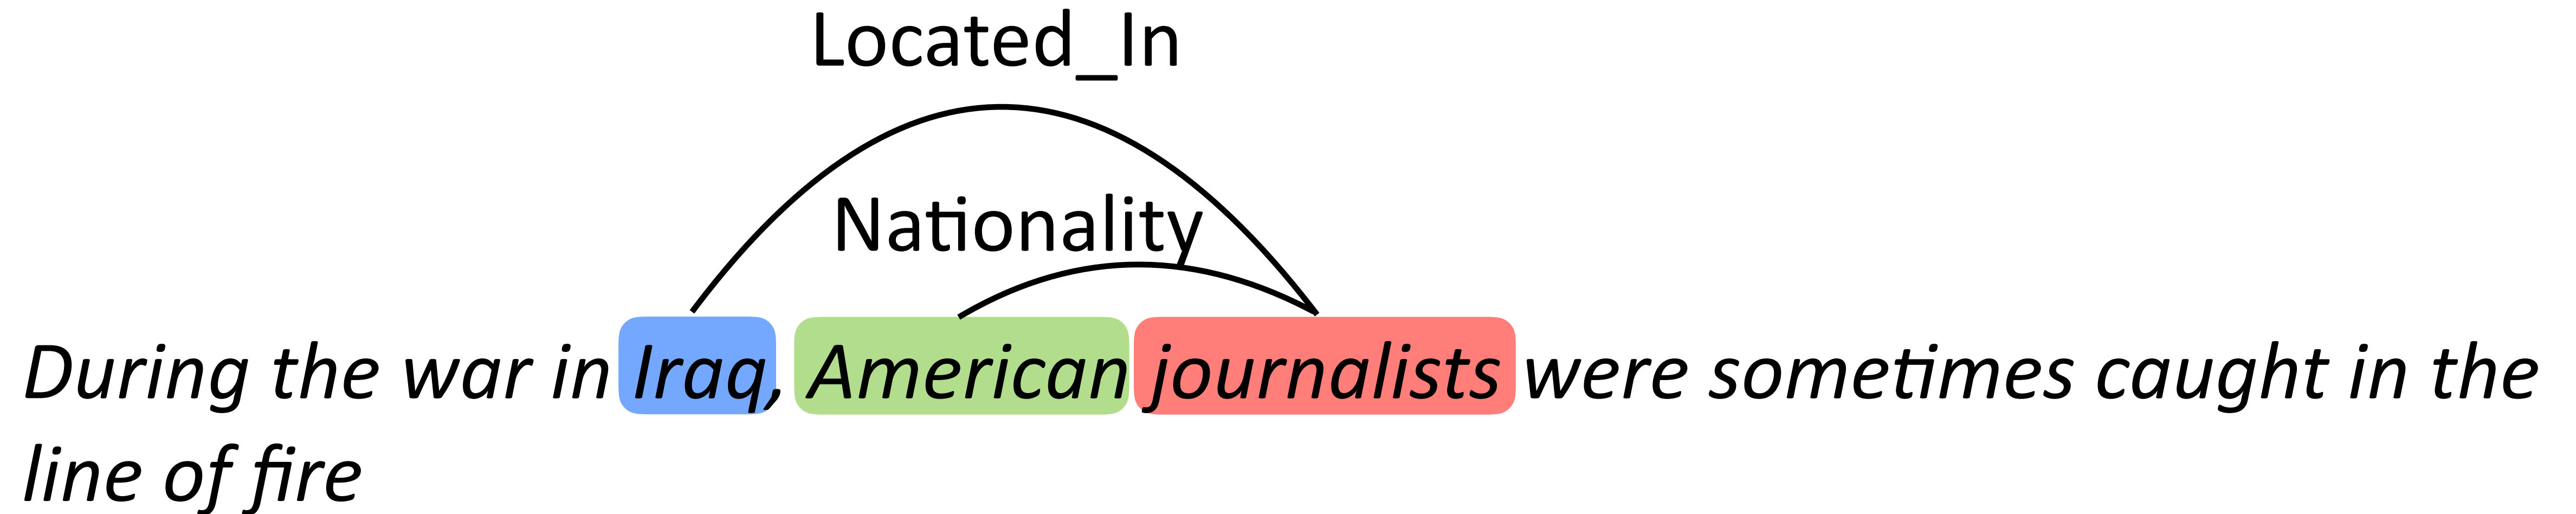 Located_In
Nationality
During the war in Iraq, American journalists were sometimes caught in the
line of fire